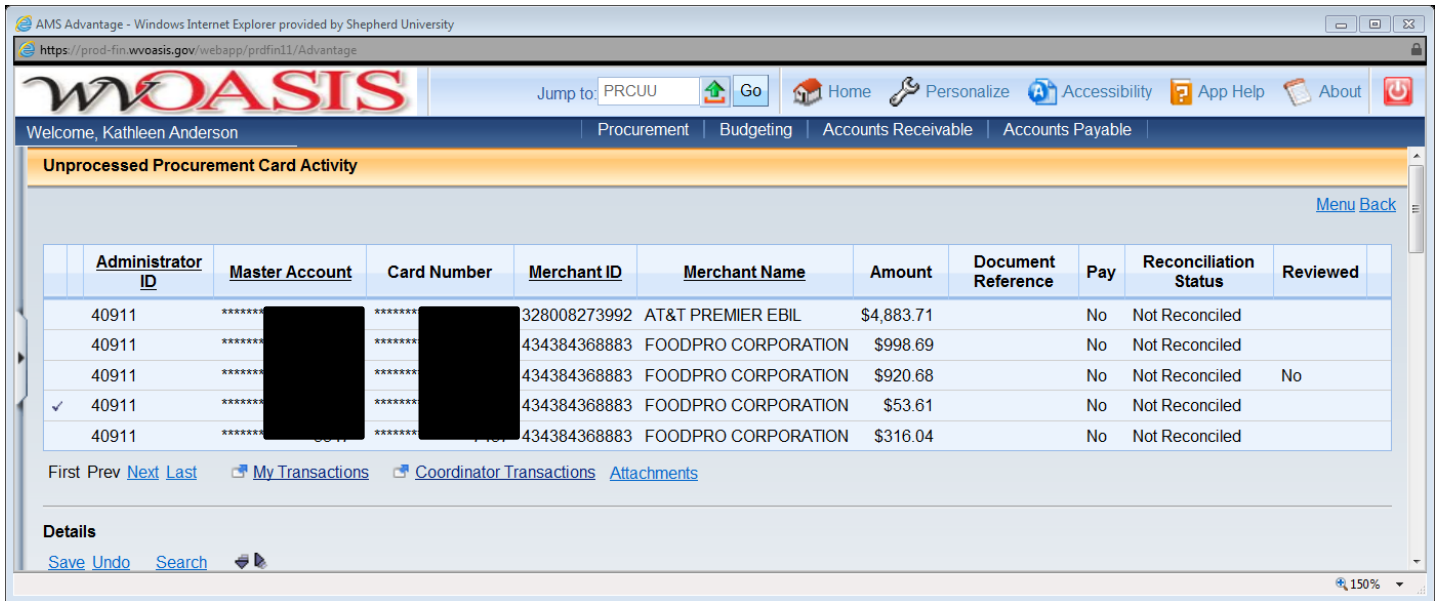 AMS Advantage - Windows Internet Explorer provided by Shepherd University
https://prod-fin.wvoasis.gov/webapp/prdfin11/Advantage
wvOASIS Jump to: PRCUU Go Home Personalize Accessibility App Help About
Welcome, Kathleen Anderson Procurement | Budgeting | Accounts Receivable | Accounts Payable |
Unprocessed Procurement Card Activity
Menu Back
Administrator ID Master Account Card Number Merchant ID Merchant Name Amount Document Reference Pay Reconciliation Status Reviewed
40911 ******* ******* 328008273992 AT&T PREMIER EBIL $4,883.71 No Not Reconciled
40911 ******* ******* 434384368883 FOODPRO CORPORATION $998.69 No Not Reconciled
40911 ******* ******* 434384368883 FOODPRO CORPORATION $920.68 No Not Reconciled No
✓ 40911 ******* ******* 434384368883 FOODPRO CORPORATION $53.61 No Not Reconciled
40911 ******* ******* 434384368883 FOODPRO CORPORATION $316.04 No Not Reconciled
First Prev Next Last My Transactions Coordinator Transactions Attachments
Details
Save Undo Search
150%